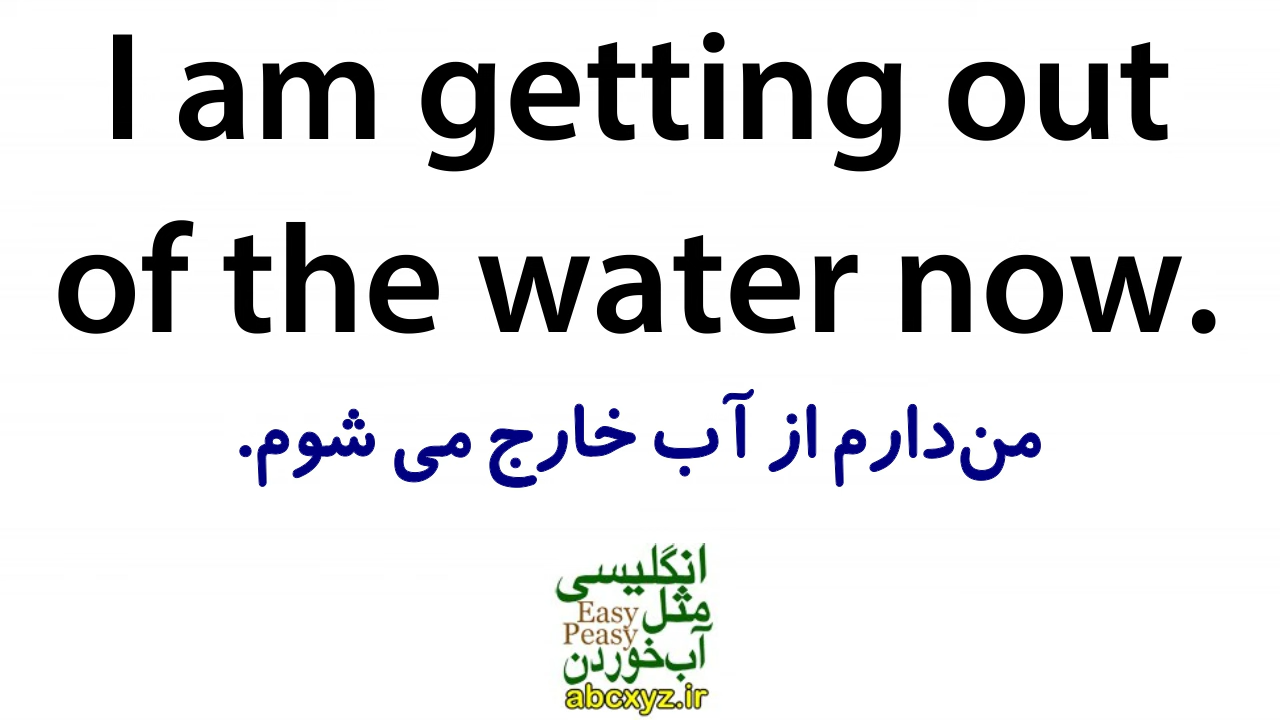 I am getting out
of the water now.
من دارم از آب خارج می شوم.
انگلیسی
مثل
Easy
Peasy
آب خوردن
abcxyz.ir